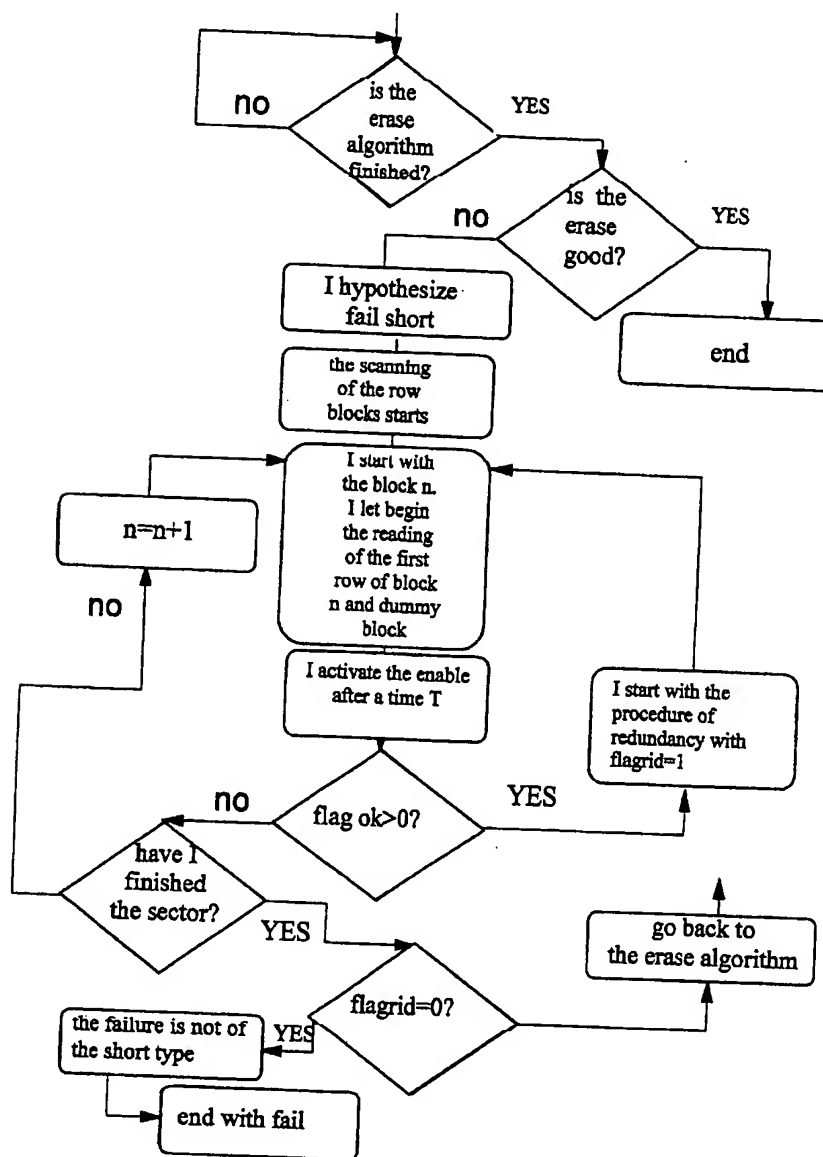 is the
erase
algorithm
finished?
no
YES
is the
erase
good?
no
YES
I hypothesize
fail short
end
the scanning
of the row
blocks starts
I start with
the block n.
I let begin
the reading
of the first
row of block
n and dummy
block
n=n+1
no
I activate the enable
after a time T
I start with the
procedure of
redundancy with
flagrid=1
flag ok>0?
no
YES
have I
finished
the sector?
YES
go back to
the erase algorithm
flagrid=0?
YES
the failure is not of
the short type
end with fail